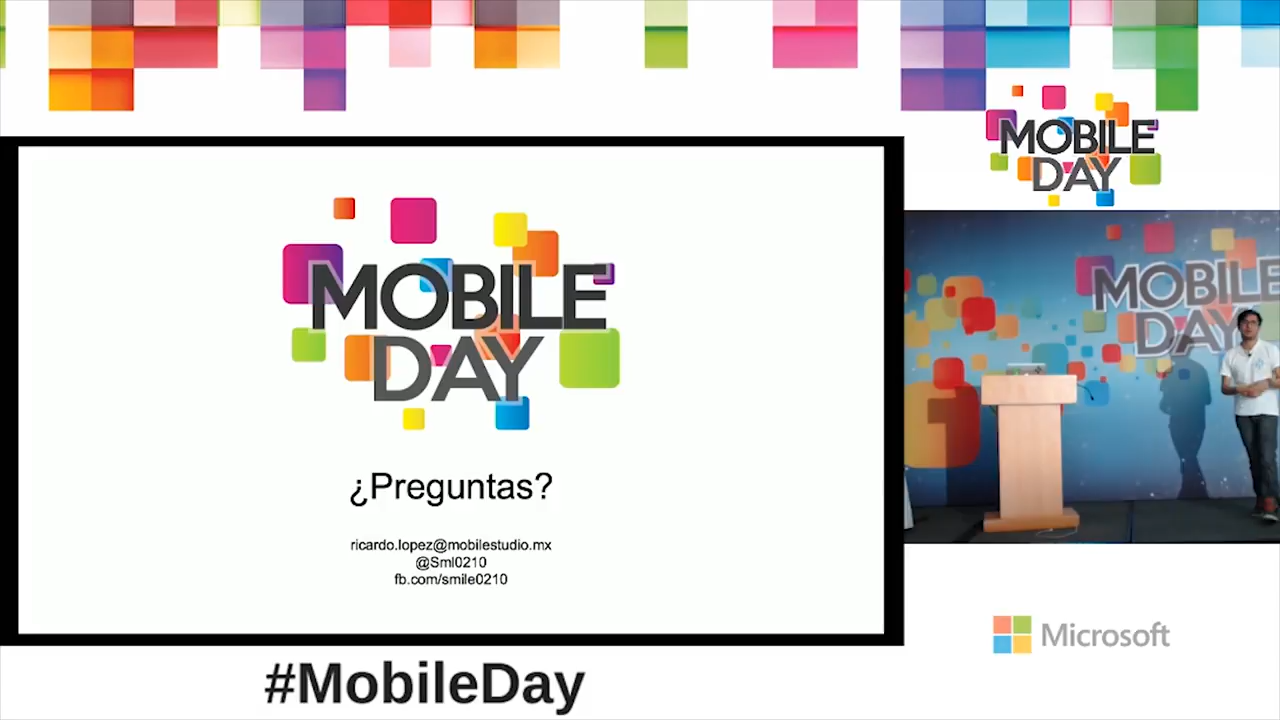 MOBILE
DAY
MOBILE
DAY
¿Preguntas?
ricardo.lopez@mobilestudio.mx
@Sml0210
fb.com/smile0210
MOBILE
DAY
Microsoft
#MobileDay